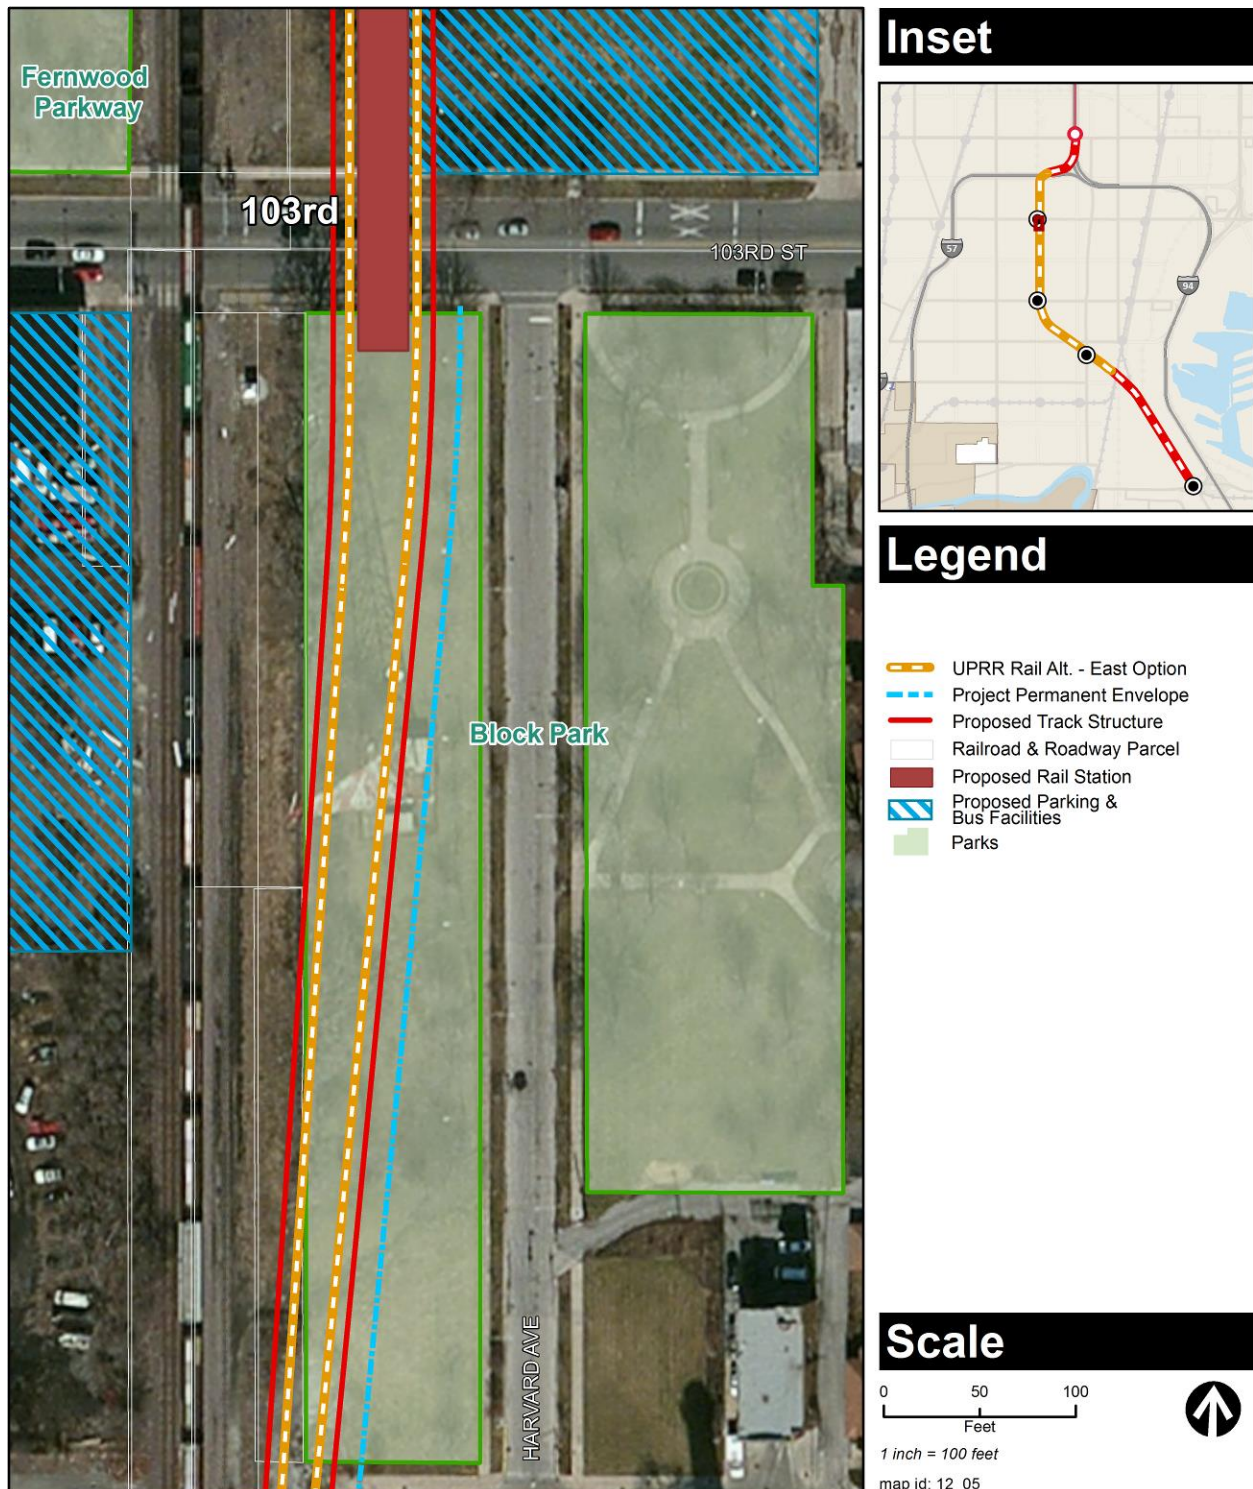 Fernwood
Parkway
103rd
103RD ST
Block Park
HARVARD AVE
Inset
57
94
Legend
UPRR Rail Alt. - East Option
Project Permanent Envelope
Proposed Track Structure
Railroad & Roadway Parcel
Proposed Rail Station
Proposed Parking &
Bus Facilities
Parks
Scale
0 50 100
Feet
1 inch = 100 feet
map id: 12_05